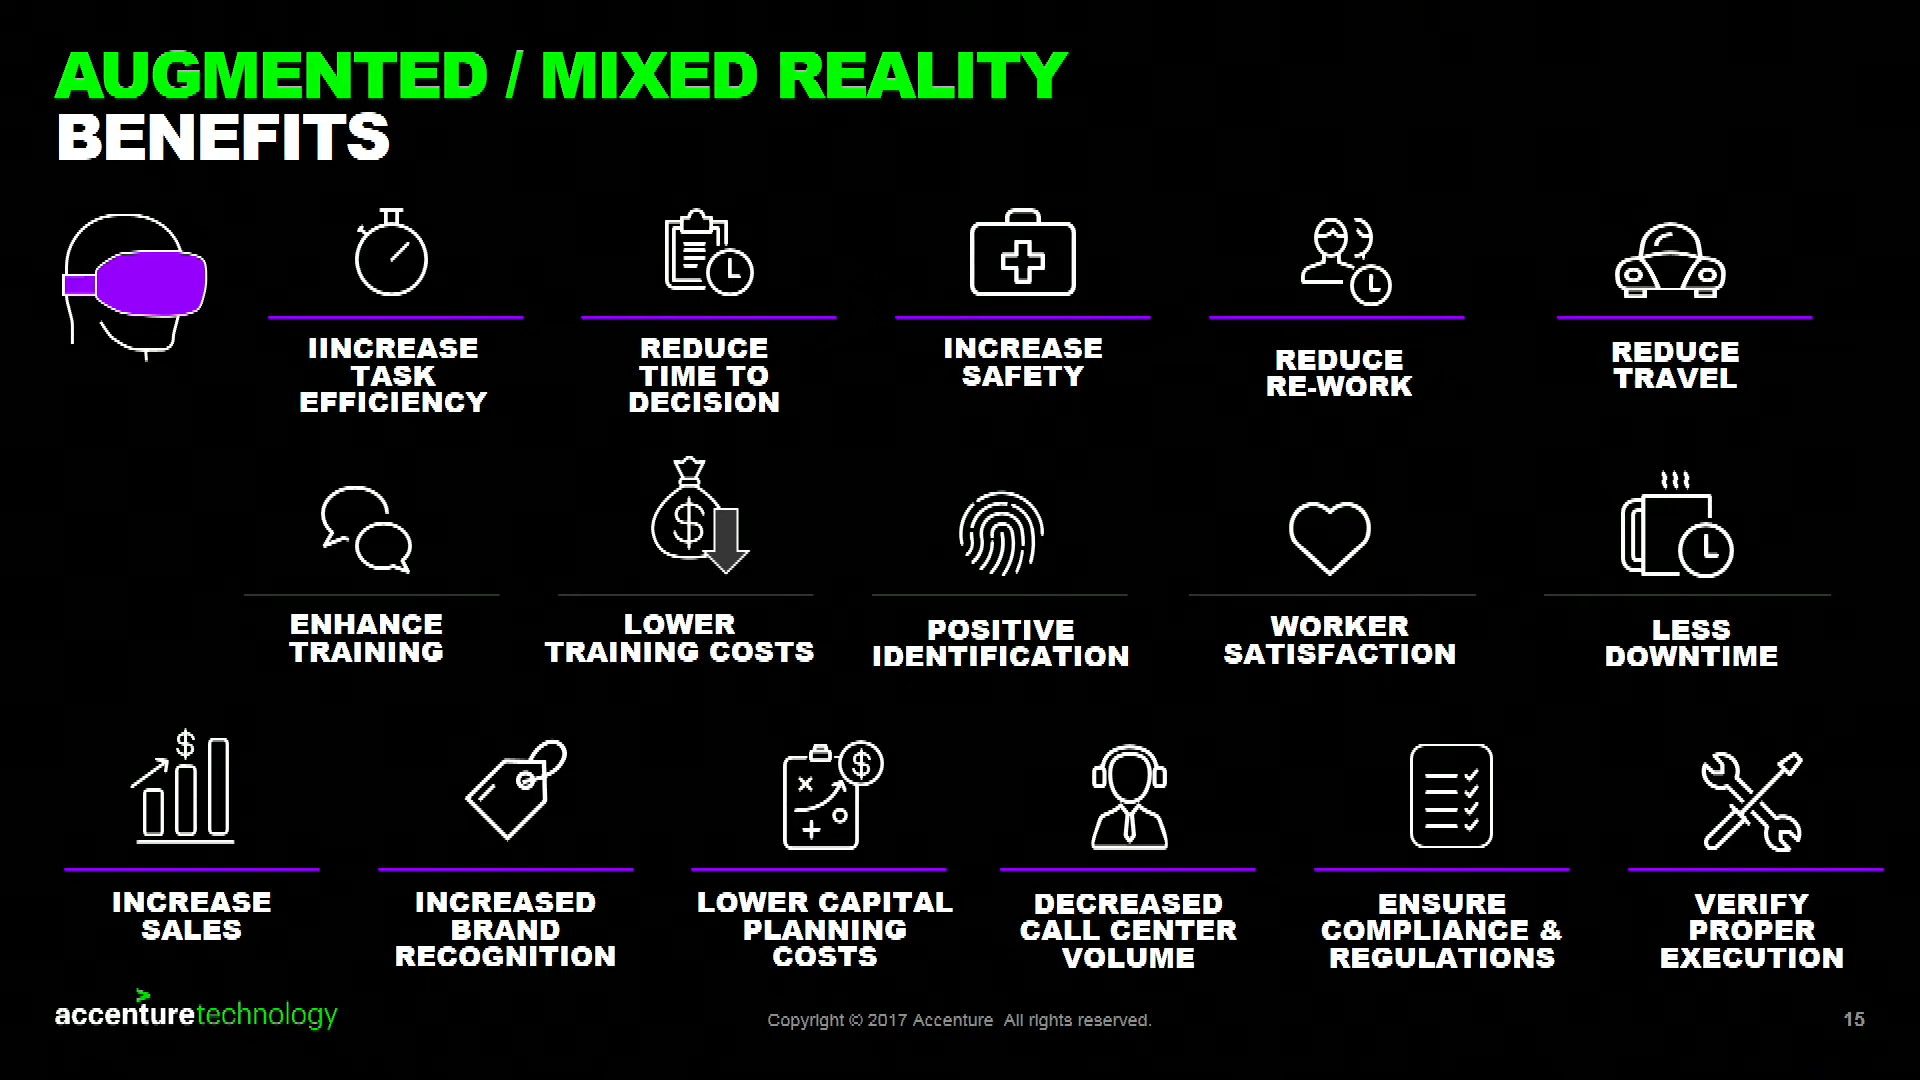 AUGMENTED / MIXED REALITY
BENEFITS
IINCREASE
TASK
EFFICIENCY
REDUCE
TIME TO
DECISION
INCREASE
SAFETY
REDUCE
RE-WORK
REDUCE
TRAVEL
$
ENHANCE
TRAINING
LOWER
TRAINING COSTS
POSITIVE
IDENTIFICATION
WORKER
SATISFACTION
LESS
DOWNTIME
$
$
INCREASE
SALES
INCREASED
BRAND
RECOGNITION
LOWER CAPITAL
PLANNING
COSTS
DECREASED
CALL CENTER
VOLUME
ENSURE
COMPLIANCE &
REGULATIONS
VERIFY
PROPER
EXECUTION
accenturetechnology
Copyright © 2017 Accenture All rights reserved.
15